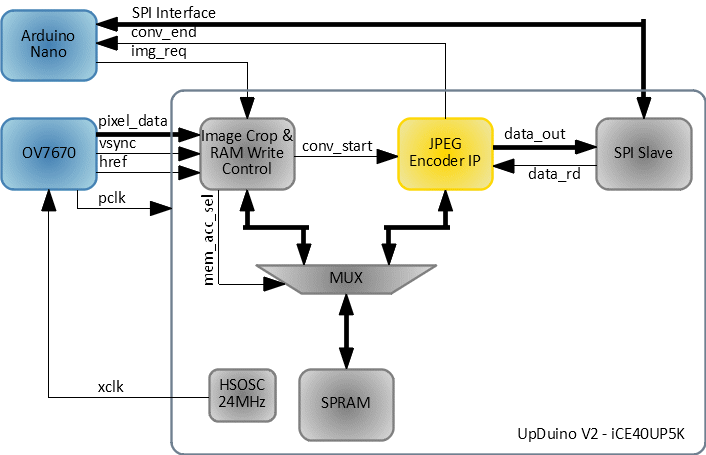 SPI Interface
Arduino
Nano
conv_end
img_req
pixel_data
OV7670
vsync
href
pclk
Image Crop &
RAM Write
Control
conv_start
JPEG
Encoder IP
data_out
data_rd
SPI Slave
mem_acc_sel
MUX
xclk
HSOSC
24MHz
SPRAM
UpDuino V2 - iCE40UP5K